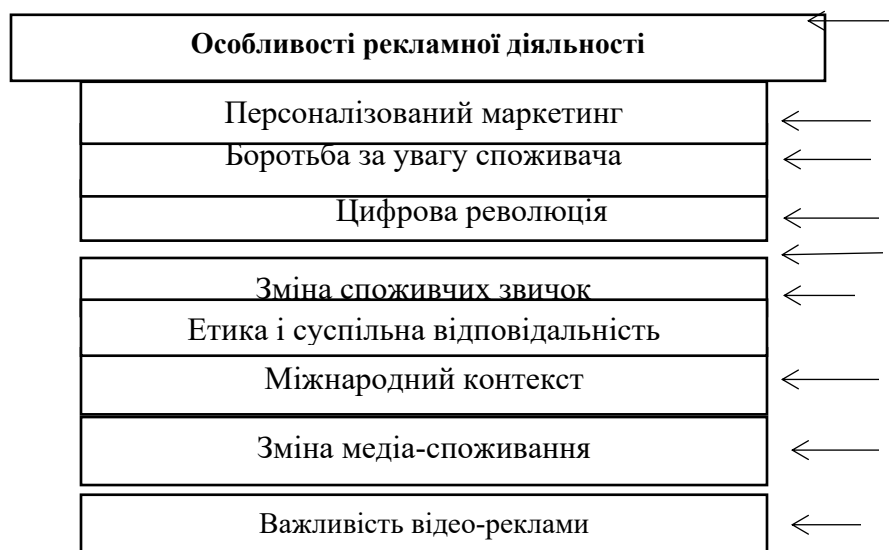 Особливості рекламної діяльності
Персоналізований маркетинг
Боротьба за увагу споживача
Цифрова революція
Зміна споживчих звичок
Етика і суспільна відповідальність
Міжнародний контекст
Зміна медіа-споживання
Важливість відео-реклами